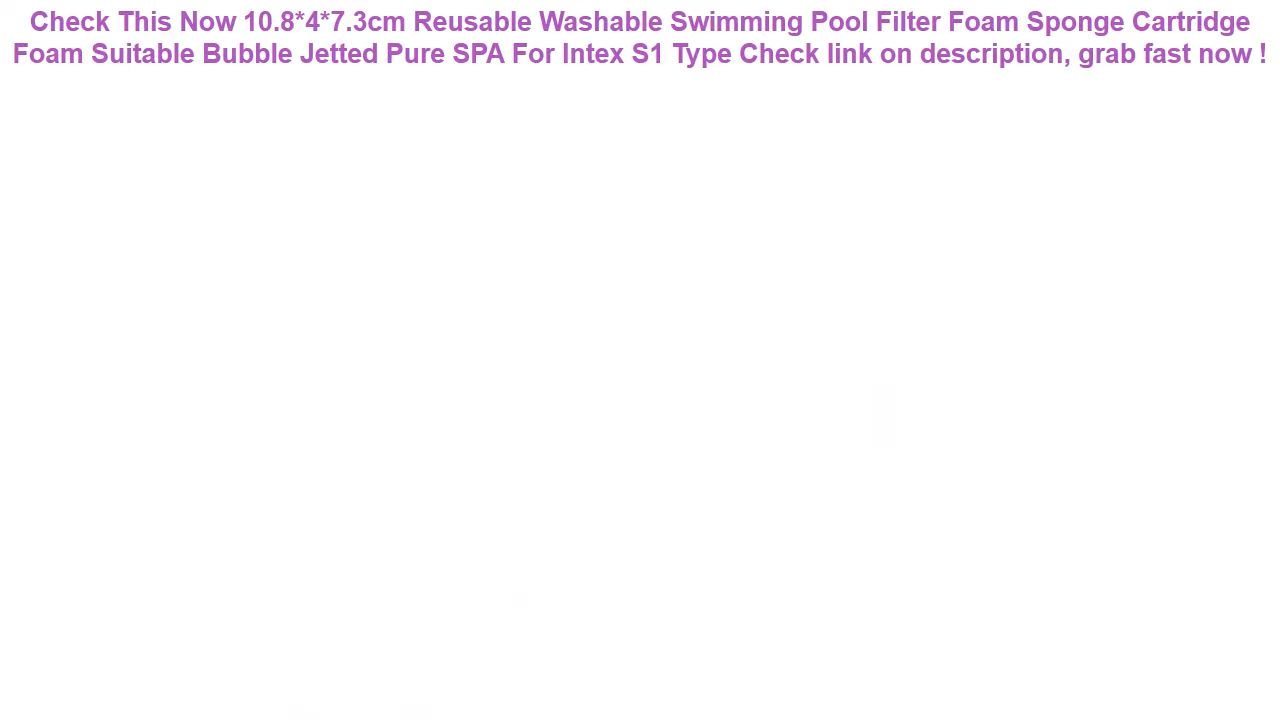 Check This Now 10.8*4*7.3cm Reusable Washable Swimming Pool Filter Foam Sponge Cartridge
Foam Suitable Bubble Jetted Pure SPA For Intex S1 Type Check link on description, grab fast now !